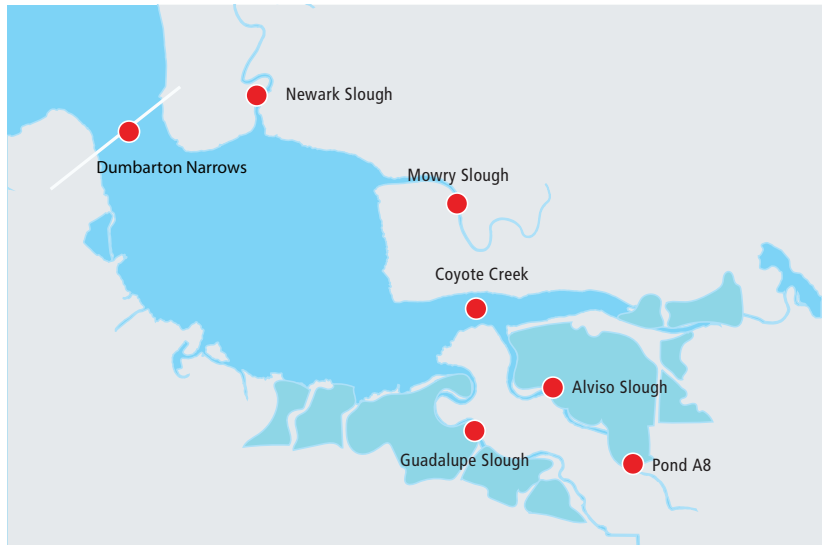 Newark Slough
Dumbarton Narrows
Mowry Slough
Coyote Creek
Alviso Slough
Guadalupe Slough
Pond A8